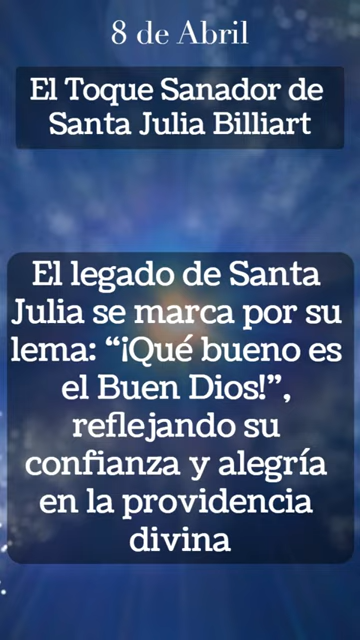 8 de Abril
El Toque Sanador de
Santa Julia Billiart
El legado de Santa
Julia se marca por su
lema: “¡Qué bueno es
el Buen Dios!”,
reflejando su
confianza y alegría
en la providencia
divina